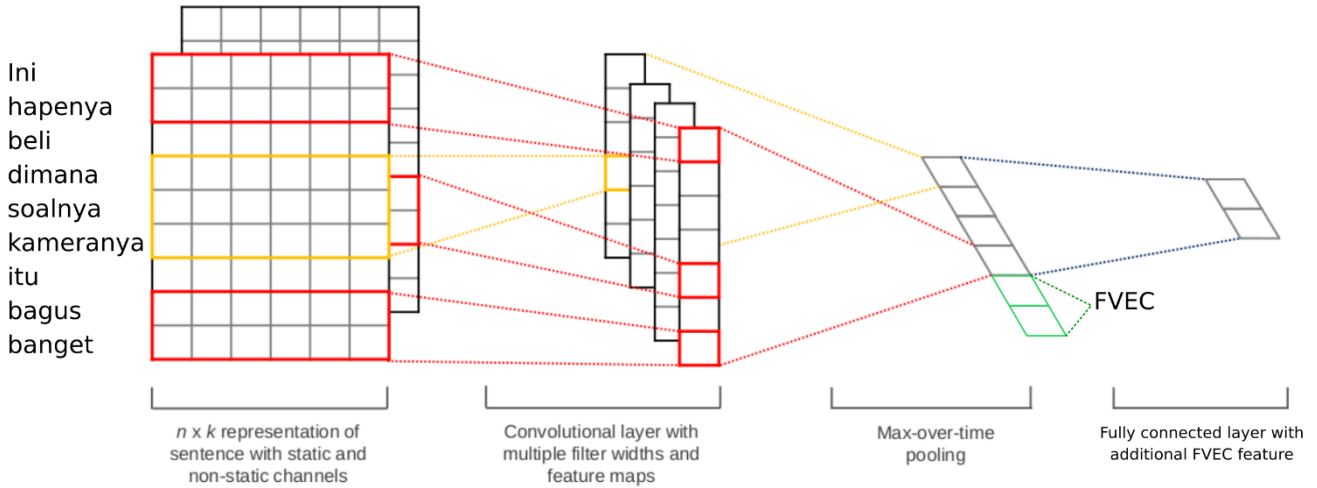 Ini
hapenya
beli
dimana
soalnya
kameranya
itu
bagus
banget
FVEC
n x k representation of
sentence with static and
non-static channels
Convolutional layer with
multiple filter widths and
feature maps
Max-over-time
pooling
Fully connected layer with
additional FVEC feature